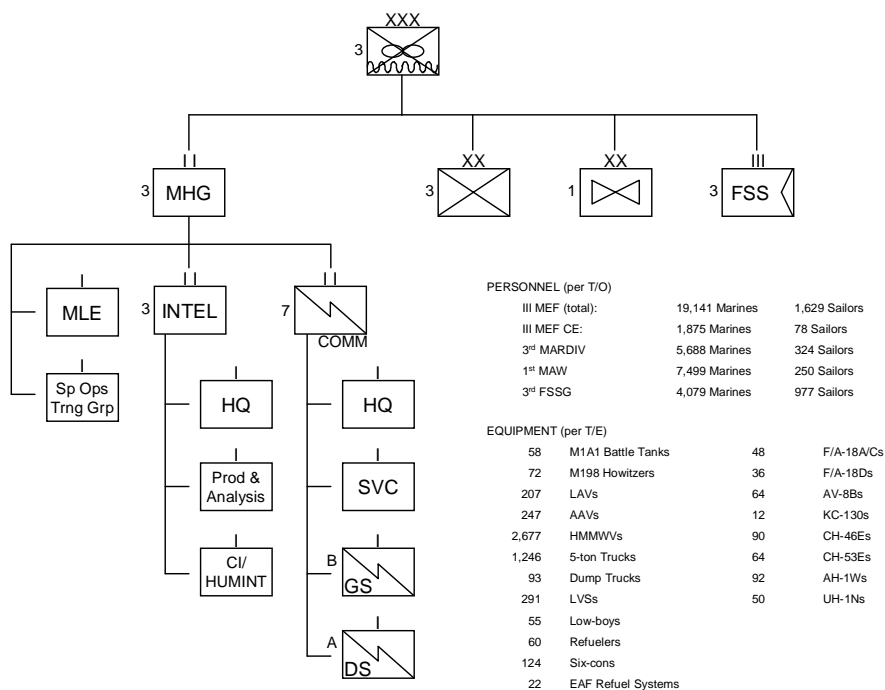 XXX
3
I I
XX
XX
III
3
MHG
3
1
3
FSS
I
I I
I I
MLE
3
INTEL
7
COMM
I
Sp Ops
Trng Grp
I
HQ
I
HQ
I
Prod &
Analysis
I
SVC
I
CI/
HUMINT
I
B
GS
I
A
DS
PERSONNEL (per T/O)
III MEF (total): 19,141 Marines 1,629 Sailors
III MEF CE: 1,875 Marines 78 Sailors
3rd MARDIV 5,688 Marines 324 Sailors
1st MAW 7,499 Marines 250 Sailors
3rd FSSG 4,079 Marines 977 Sailors
EQUIPMENT (per T/E)
58 M1A1 Battle Tanks 48 F/A-18A/Cs
72 M198 Howitzers 36 F/A-18Ds
207 LAVs 64 AV-8Bs
247 AAVs 12 KC-130s
2,677 HMMWVs 90 CH-46Es
1,246 5-ton Trucks 64 CH-53Es
93 Dump Trucks 92 AH-1Ws
291 LVSs 50 UH-1Ns
55 Low-boys
60 Refuelers
124 Six-cons
22 EAF Refuel Systems